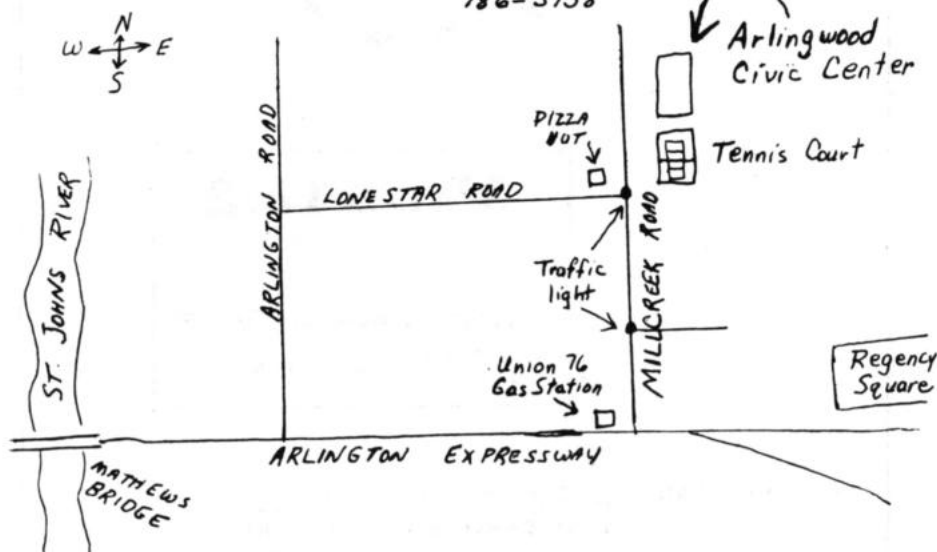 N
W E
S
Arlingwood
Civic Center
PIZZA
HUT
Tennis Court
LONE STAR ROAD
ARLINGTON ROAD
ST. JOHNS RIVER
Traffic
light
MILLCREEK ROAD
Union 76
Gas Station
Regency
Square
ARLINGTON EXPRESSWAY
MATHEWS
BRIDGE